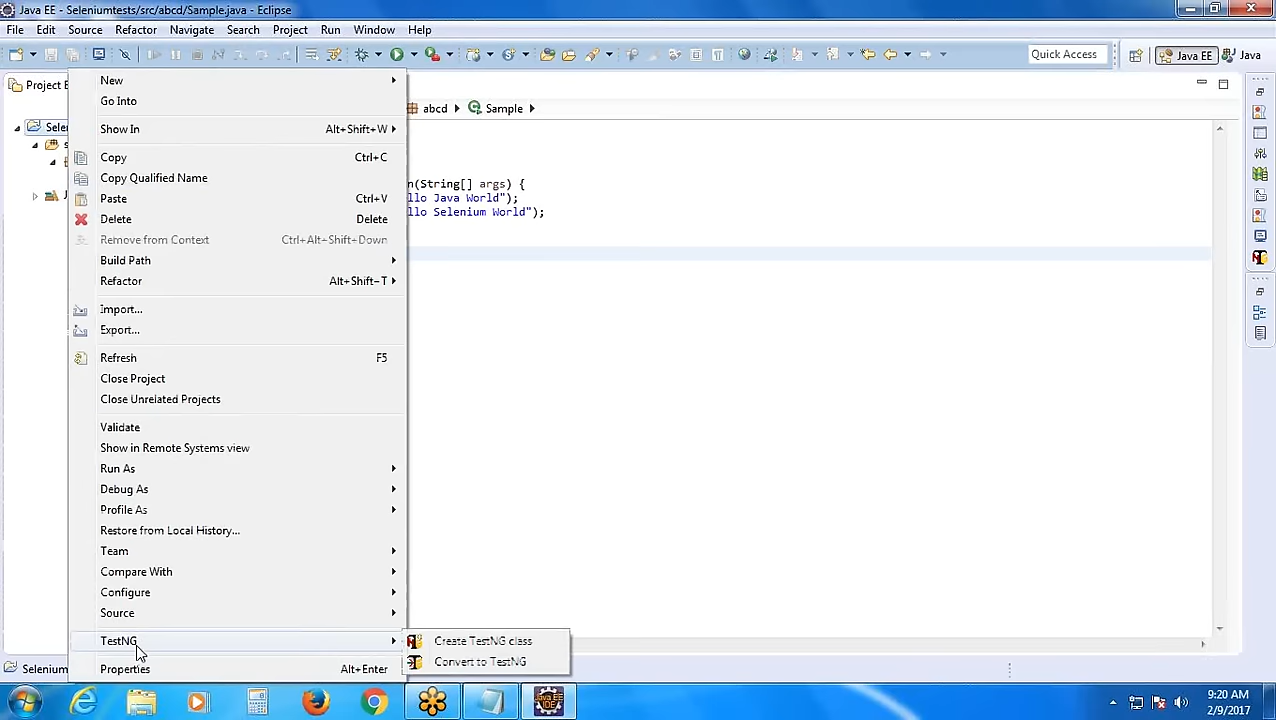 Java EE - Seleniumtests/src/abcd/Sample.java - Eclipse
File Edit Source Refactor Navigate Search Project Run Window Help
Quick Access
Java EE
Java
Project E
abcd
Sample
Selen
New
Go Into
Show In Alt+Shift+W
Copy Ctrl+C
Copy Qualified Name
Paste Ctrl+V
Delete Delete
Remove from Context Ctrl+Alt+Shift+Down
Build Path
Refactor Alt+Shift+T
Import...
Export...
Refresh F5
Close Project
Close Unrelated Projects
Validate
Show in Remote Systems view
Run As
Debug As
Profile As
Restore from Local History...
Team
Compare With
Configure
Source
TestNG
Properties Alt+Enter
Create TestNG class
Convert to TestNG
n(String[] args) {
llo Java World");
llo Selenium World");
Selenium
Java EE
IDE
9:20 AM
2/9/2017